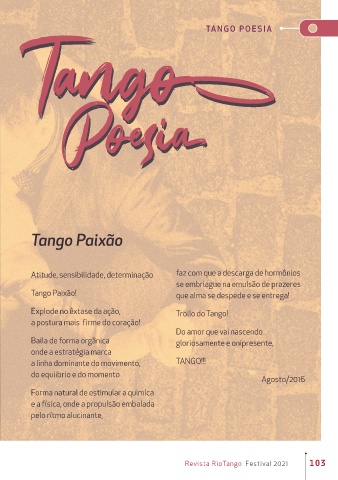 TANGO POESIA
Tango
Poesia
Tango Paixão
Atitude, sensibilidade, determinação
Tango Paixão!
Explode no êxtase da ação,
a postura mais firme do coração!
Baila de forma orgânica
onde a estratégia marca
a linha dominante do movimento,
do equilíbrio e do momento
Forma natural de estimular a química
e a física, onde a propulsão embalada
pelo ritmo alucinante,
faz com que a descarga de hormônios
se embriague na emulsão de prazeres
que alma se despede e se entrega!
Troilo do Tango!
Do amor que vai nascendo
gloriosamente e onipresente,
TANGO!!!
Agosto/2016
Revista RioTango Festival 2021 103